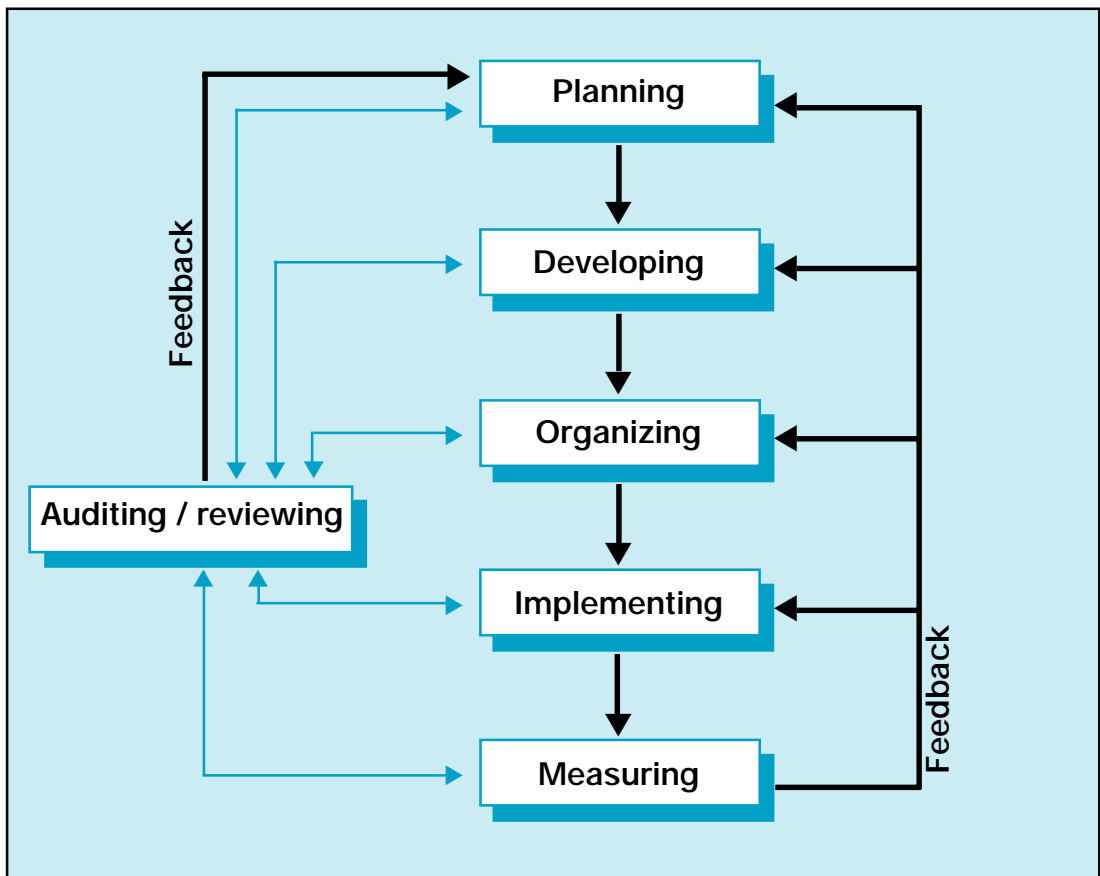 Planning
Developing
Feedback
Organizing
Auditing / reviewing
Implementing
Feedback
Measuring